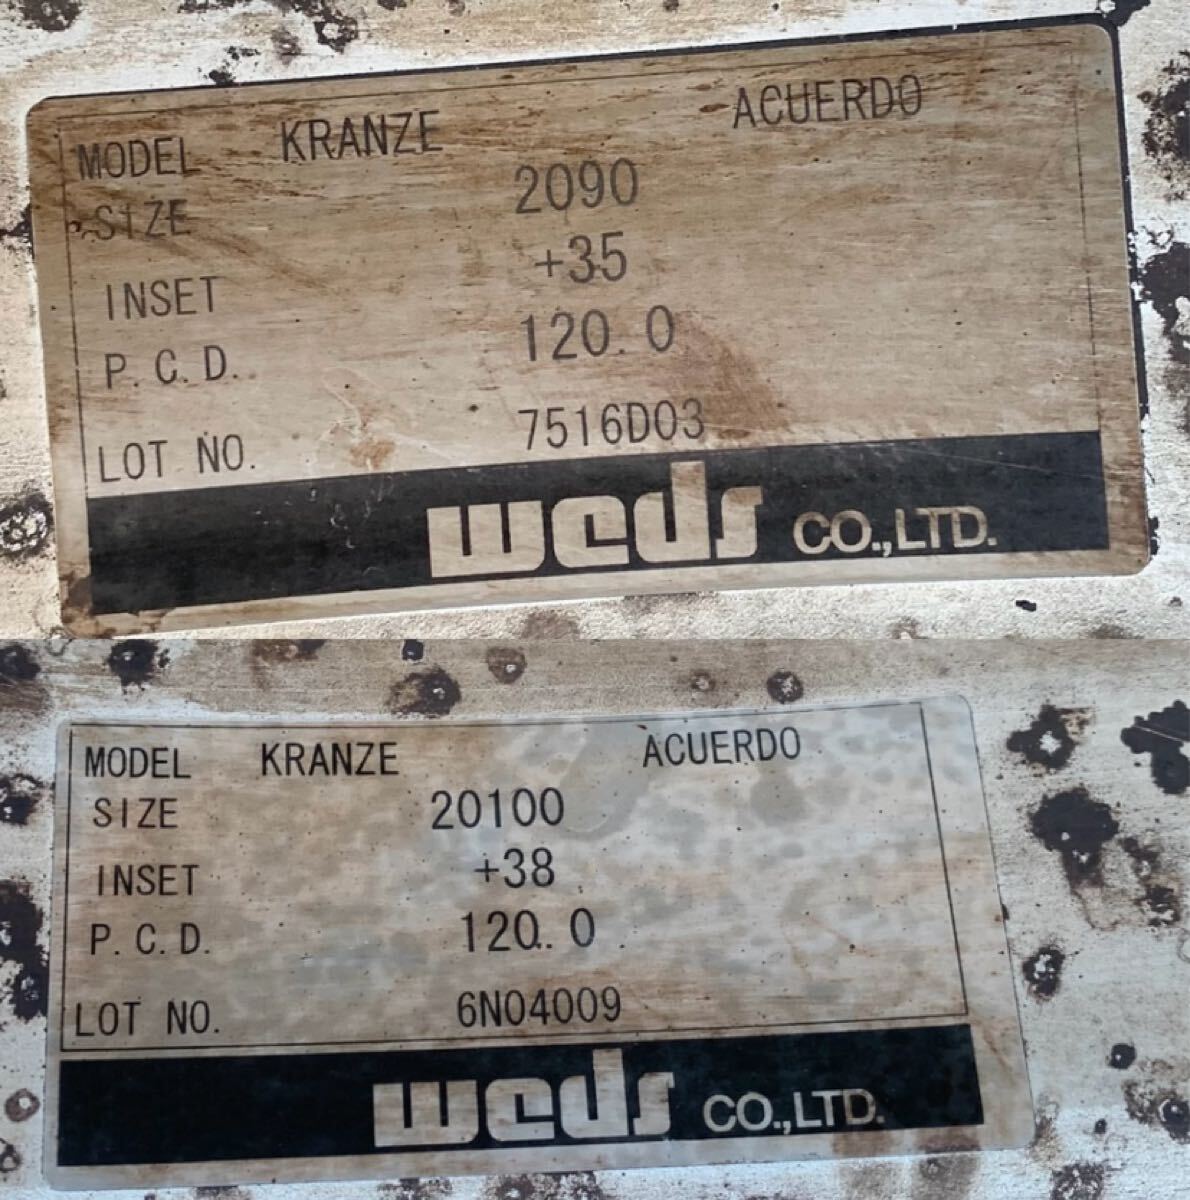 MODEL KRANZE ACUERDO
SIZE 2090
INSET +35
P.C.D. 120.0
LOT NO. 7516D03
weds CO.,LTD.
MODEL KRANZE ACUERDO
SIZE 20100
INSET +38
P.C.D. 120.0
LOT NO. 6N04009
weds CO.,LTD.